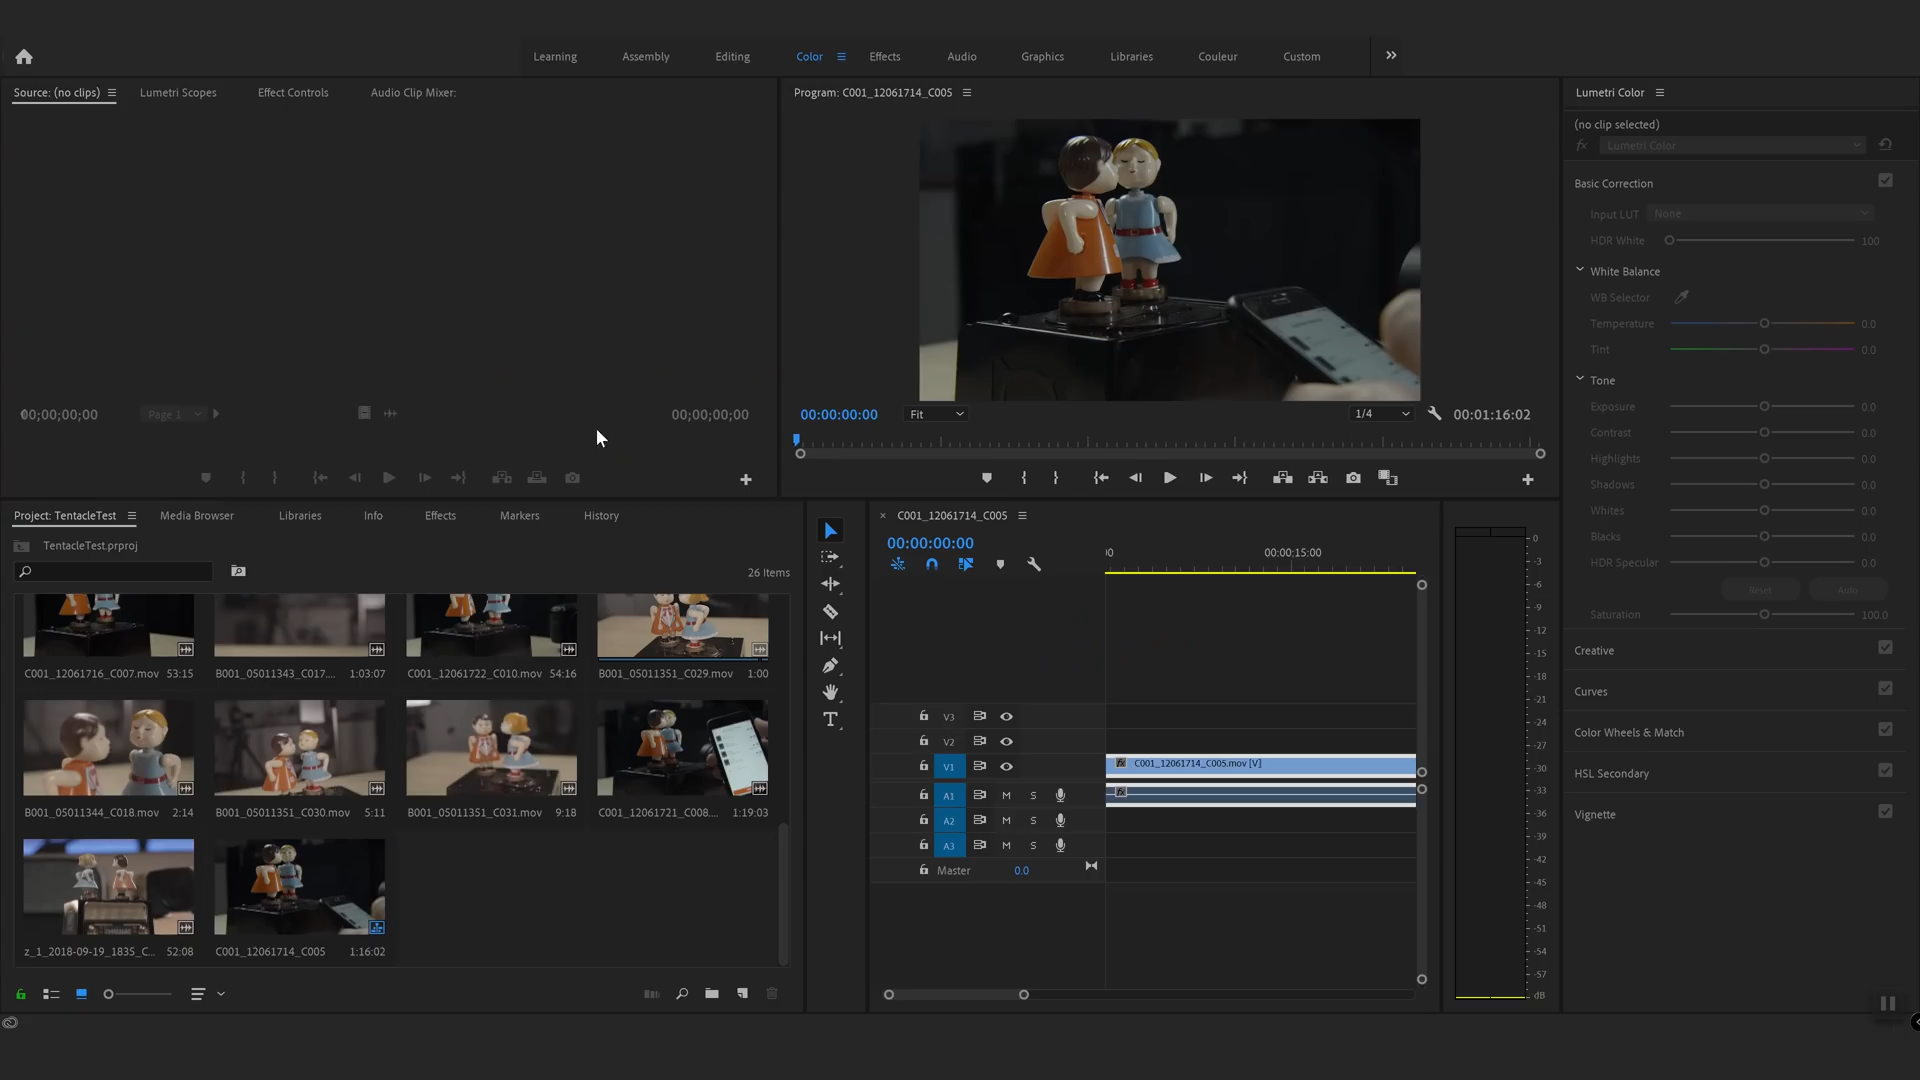 Learning Assembly Editing Color Effects Audio Graphics Libraries Couleur Custom
Source: (no clips) Lumetri Scopes Effect Controls Audio Clip Mixer:
Program: C001_12061714_C005
Lumetri Color
(no clip selected)
fx Lumetri Color
Basic Correction
Input LUT None
HDR White 100
White Balance
WB Selector
Temperature 0.0
Tint 0.0
Tone
Exposure 0.0
Contrast 0.0
Highlights 0.0
Shadows 0.0
Whites 0.0
Blacks 0.0
HDR Specular 0.0
Reset Auto
Saturation 100.0
Creative
Curves
Color Wheels & Match
HSL Secondary
Vignette
00;00;00;00 Page 1 00;00;00;00
00:00:00:00 Fit 1/4 00:01:16:02
Project: TentacleTest Media Browser Libraries Info Effects Markers History
TentacleTest.prproj
26 Items
C001_12061716_C007.mov 53:15 B001_05011343_C017.... 1:03:07 C001_12061722_C010.mov 54:16 B001_05011351_C029.mov 1:00
B001_05011344_C018.mov 2:14 B001_05011351_C030.mov 5:11 B001_05011351_C031.mov 9:18 C001_12061721_C008.... 1:19:03
z_1_2018-09-19_1835_C... 52:08 C001_12061714_C005 1:16:02
T
× C001_12061714_C005
00:00:00:00
:00 00:00:15:00
V3
V2
V1 fx C001_12061714_C005.mov [V]
A1 M S fx
A2 M S
A3 M S
Master 0.0
0
-3
-6
-9
-12
-15
-18
-21
-24
-27
-30
-33
-36
-39
-42
-45
-48
-51
-54
-57
dB